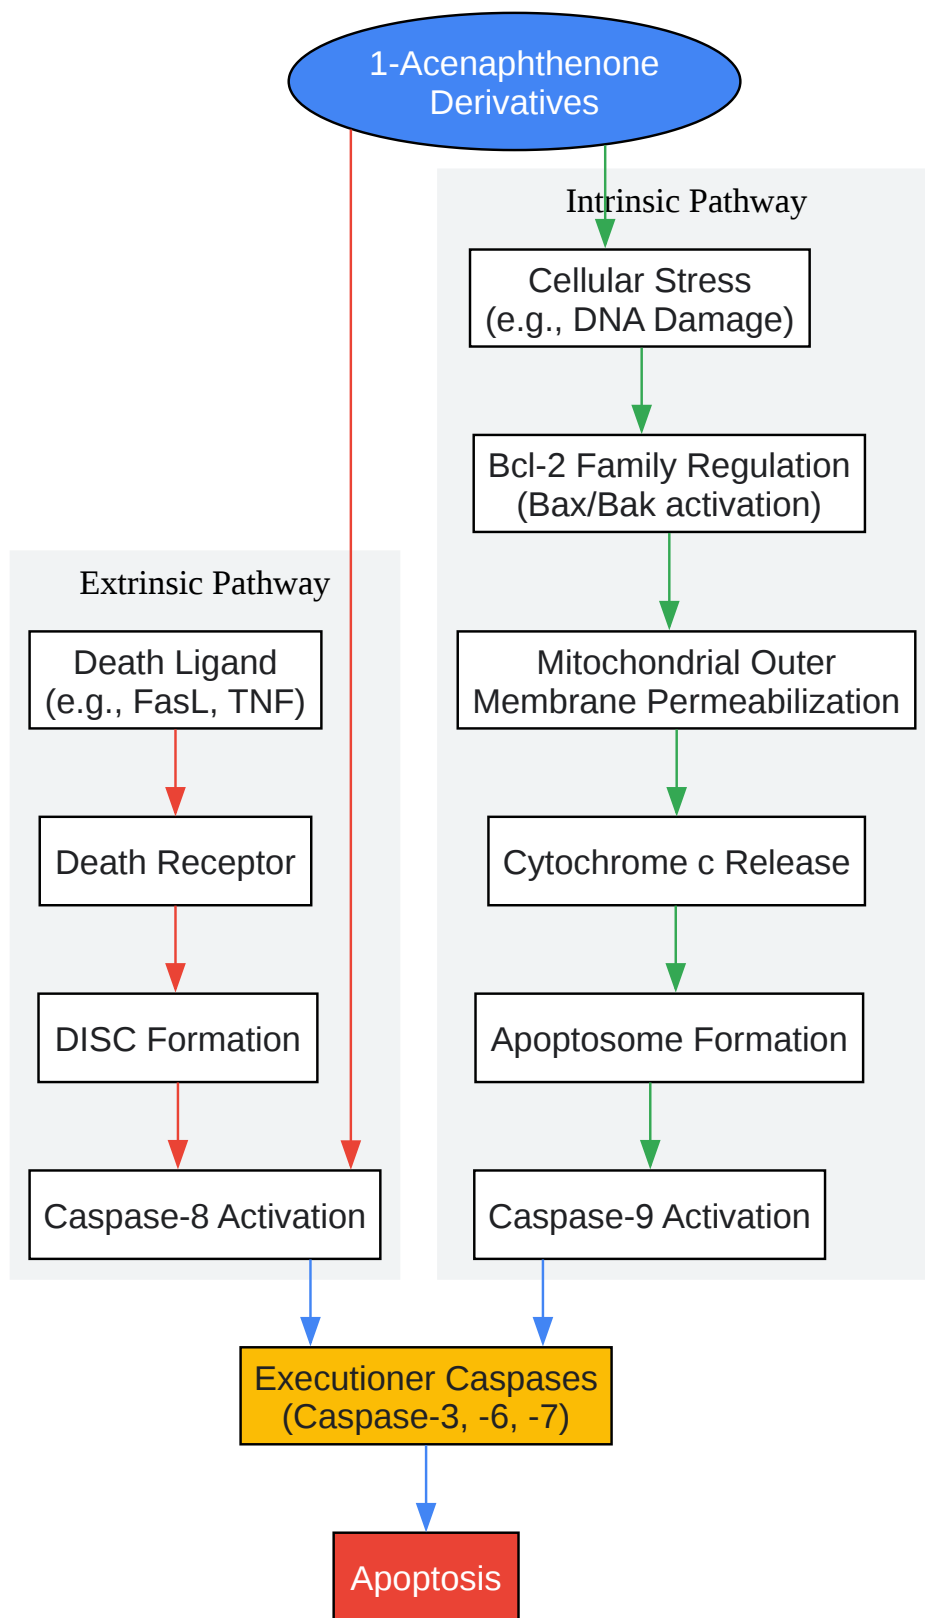 1-Acenaphthenone
Derivatives
Intrinsic Pathway
Cellular Stress
(e.g., DNA Damage)
Bcl-2 Family Regulation
(Bax/Bak activation)
Mitochondrial Outer
Membrane Permeabilization
Cytochrome c Release
Apoptosome Formation
Caspase-9 Activation
Extrinsic Pathway
Death Ligand
(e.g., FasL, TNF)
Death Receptor
DISC Formation
Caspase-8 Activation
Executioner Caspases
(Caspase-3, -6, -7)
Apoptosis